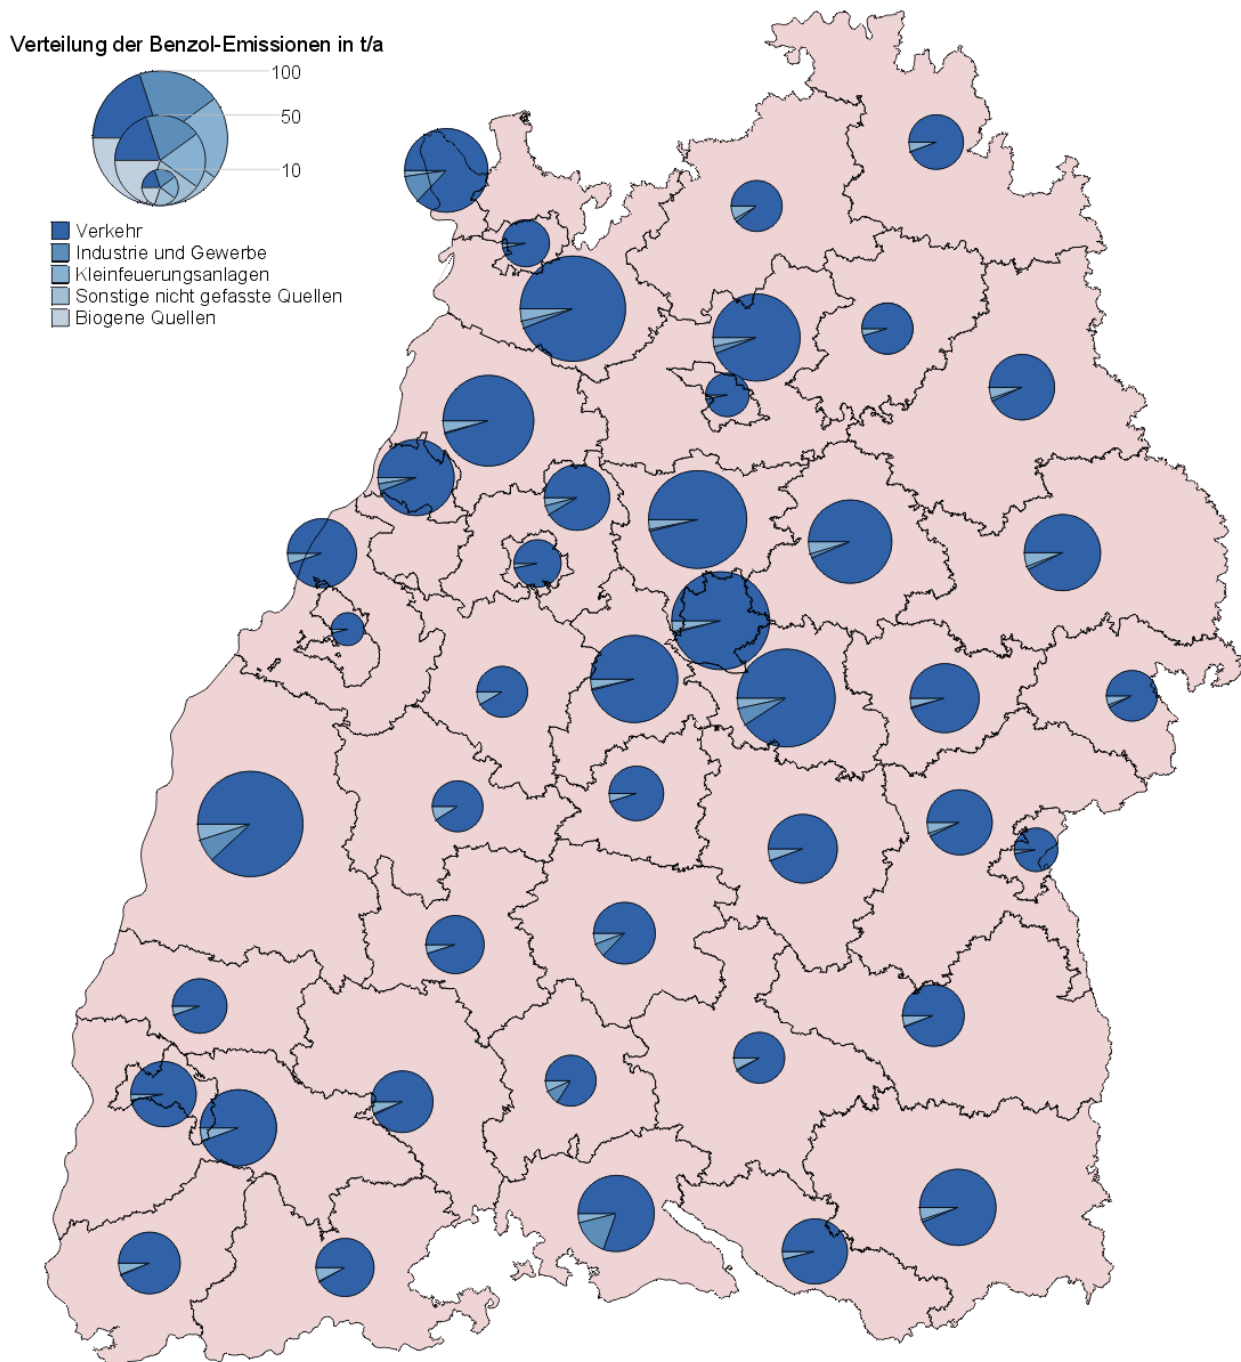 Verteilung der Benzol-Emissionen in t/a
100
50
10
Verkehr
Industrie und Gewerbe
Kleinfeuerungsanlagen
Sonstige nicht gefasste Quellen
Biogene Quellen